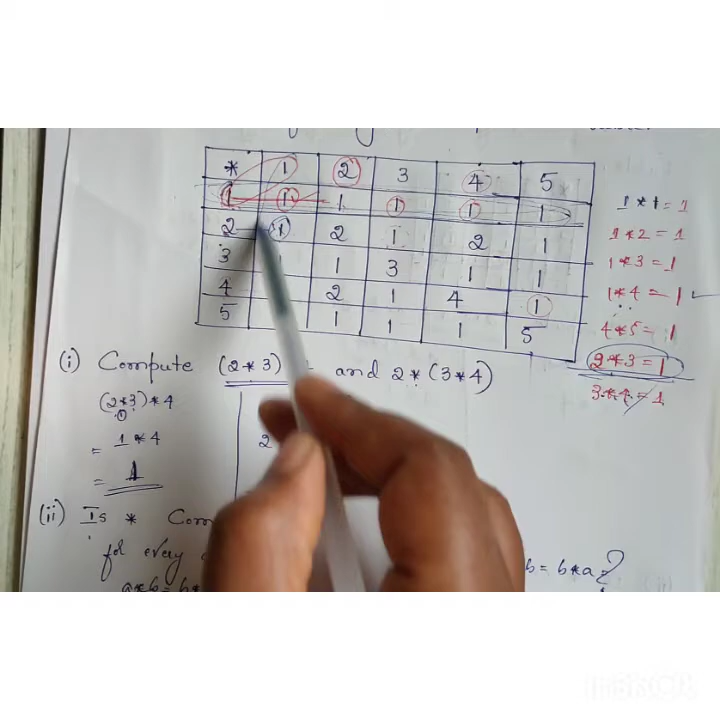 * 1 2 3 4 5
1 1 1 1 1 1
2 1 2 1 2 1
3 1 3 1 1
4 2 1 4 1
5 1 1 1 5
1 * 1 = 1
1 * 2 = 1
1 * 3 = 1
1 * 4 = 1
4 * 5 = 1
2 * 3 = 1
3 * 4 = 1
(i) Compute (2*3) and 2*(3*4)
(2*3)*4
= 1 * 4
= 1
2
(ii) Is *
for every
a*b = b*
b = b*a = ?